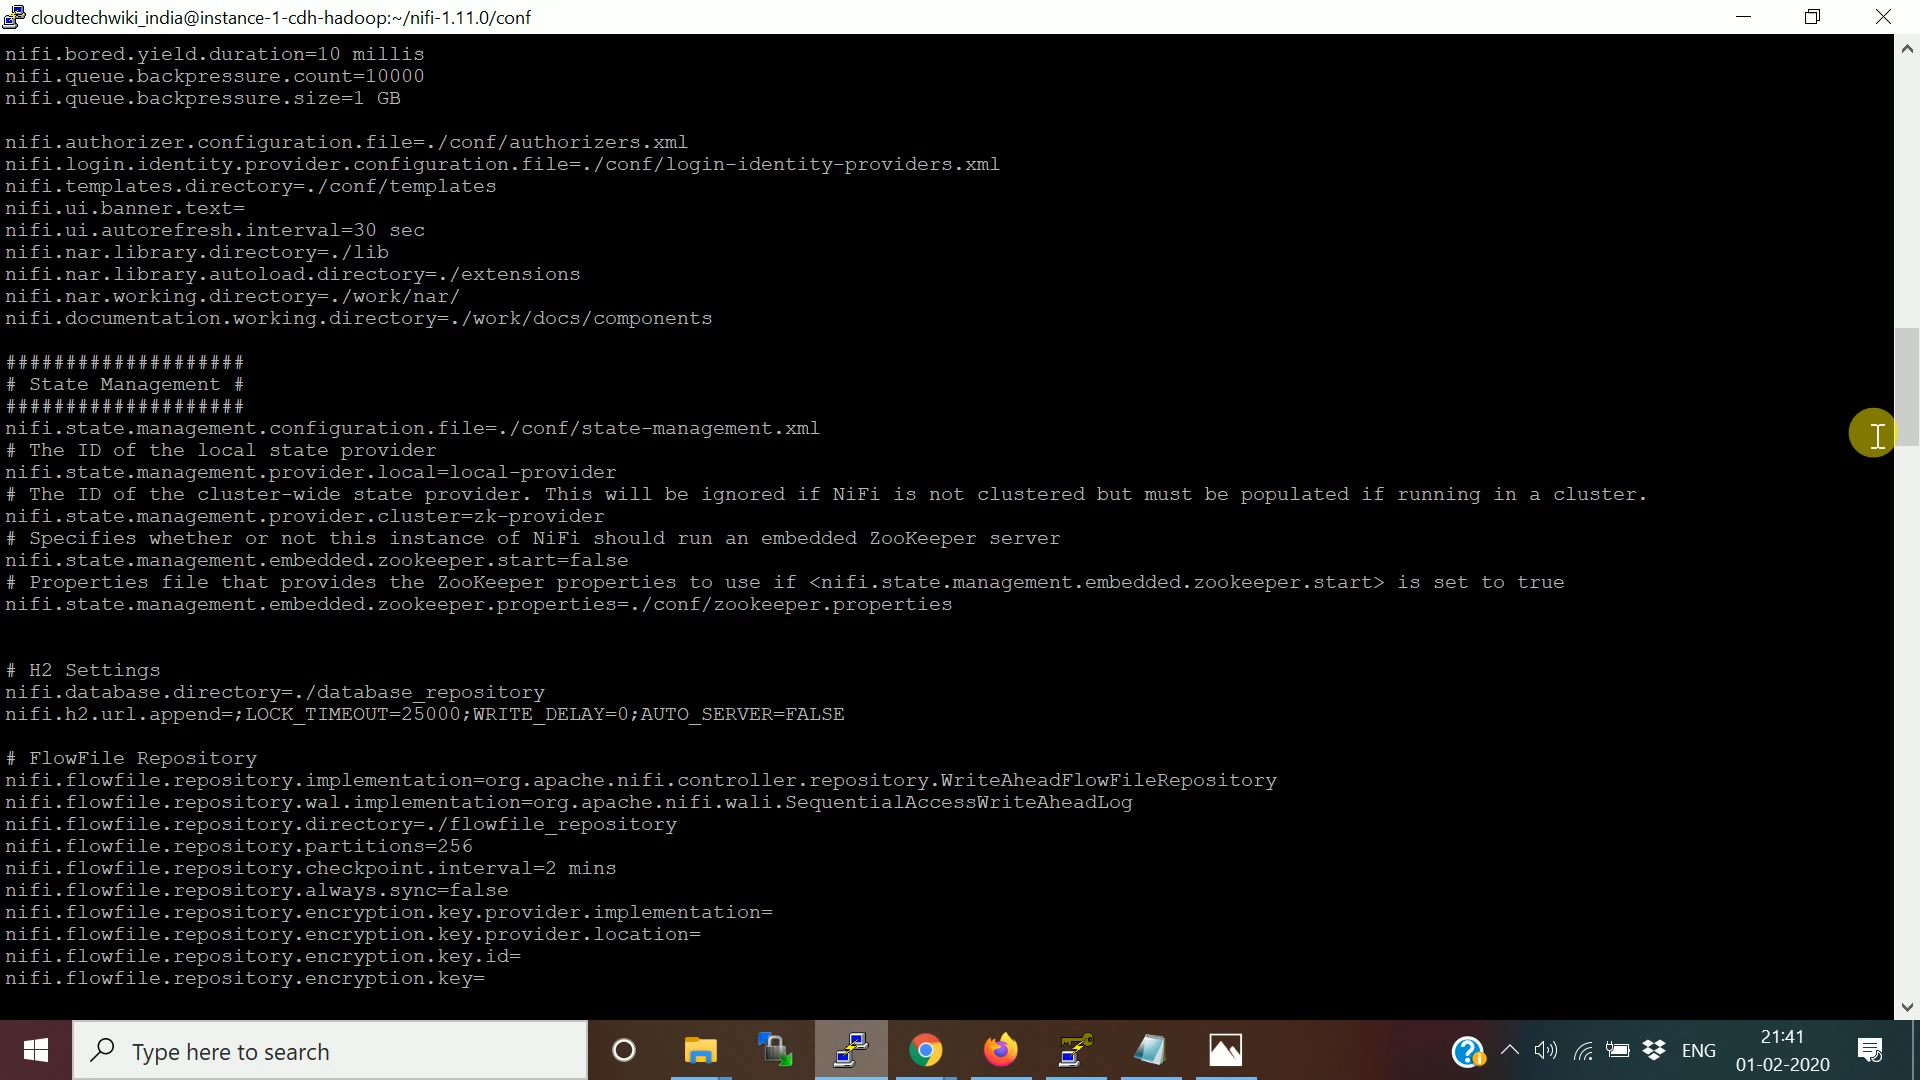 cloudtechwiki_india@instance-1-cdh-hadoop:~/nifi-1.11.0/conf
nifi.bored.yield.duration=10 millis
nifi.queue.backpressure.count=10000
nifi.queue.backpressure.size=1 GB
nifi.authorizer.configuration.file=./conf/authorizers.xml
nifi.login.identity.provider.configuration.file=./conf/login-identity-providers.xml
nifi.templates.directory=./conf/templates
nifi.ui.banner.text=
nifi.ui.autorefresh.interval=30 sec
nifi.nar.library.directory=./lib
nifi.nar.library.autoload.directory=./extensions
nifi.nar.working.directory=./work/nar/
nifi.documentation.working.directory=./work/docs/components
####################
# State Management #
####################
nifi.state.management.configuration.file=./conf/state-management.xml
# The ID of the local state provider
nifi.state.management.provider.local=local-provider
# The ID of the cluster-wide state provider. This will be ignored if NiFi is not clustered but must be populated if running in a cluster.
nifi.state.management.provider.cluster=zk-provider
# Specifies whether or not this instance of NiFi should run an embedded ZooKeeper server
nifi.state.management.embedded.zookeeper.start=false
# Properties file that provides the ZooKeeper properties to use if <nifi.state.management.embedded.zookeeper.start> is set to true
nifi.state.management.embedded.zookeeper.properties=./conf/zookeeper.properties
# H2 Settings
nifi.database.directory=./database_repository
nifi.h2.url.append=;LOCK_TIMEOUT=25000;WRITE_DELAY=0;AUTO_SERVER=FALSE
# FlowFile Repository
nifi.flowfile.repository.implementation=org.apache.nifi.controller.repository.WriteAheadFlowFileRepository
nifi.flowfile.repository.wal.implementation=org.apache.nifi.wali.SequentialAccessWriteAheadLog
nifi.flowfile.repository.directory=./flowfile_repository
nifi.flowfile.repository.partitions=256
nifi.flowfile.repository.checkpoint.interval=2 mins
nifi.flowfile.repository.always.sync=false
nifi.flowfile.repository.encryption.key.provider.implementation=
nifi.flowfile.repository.encryption.key.provider.location=
nifi.flowfile.repository.encryption.key.id=
nifi.flowfile.repository.encryption.key=
Type here to search
ENG
21:41
01-02-2020